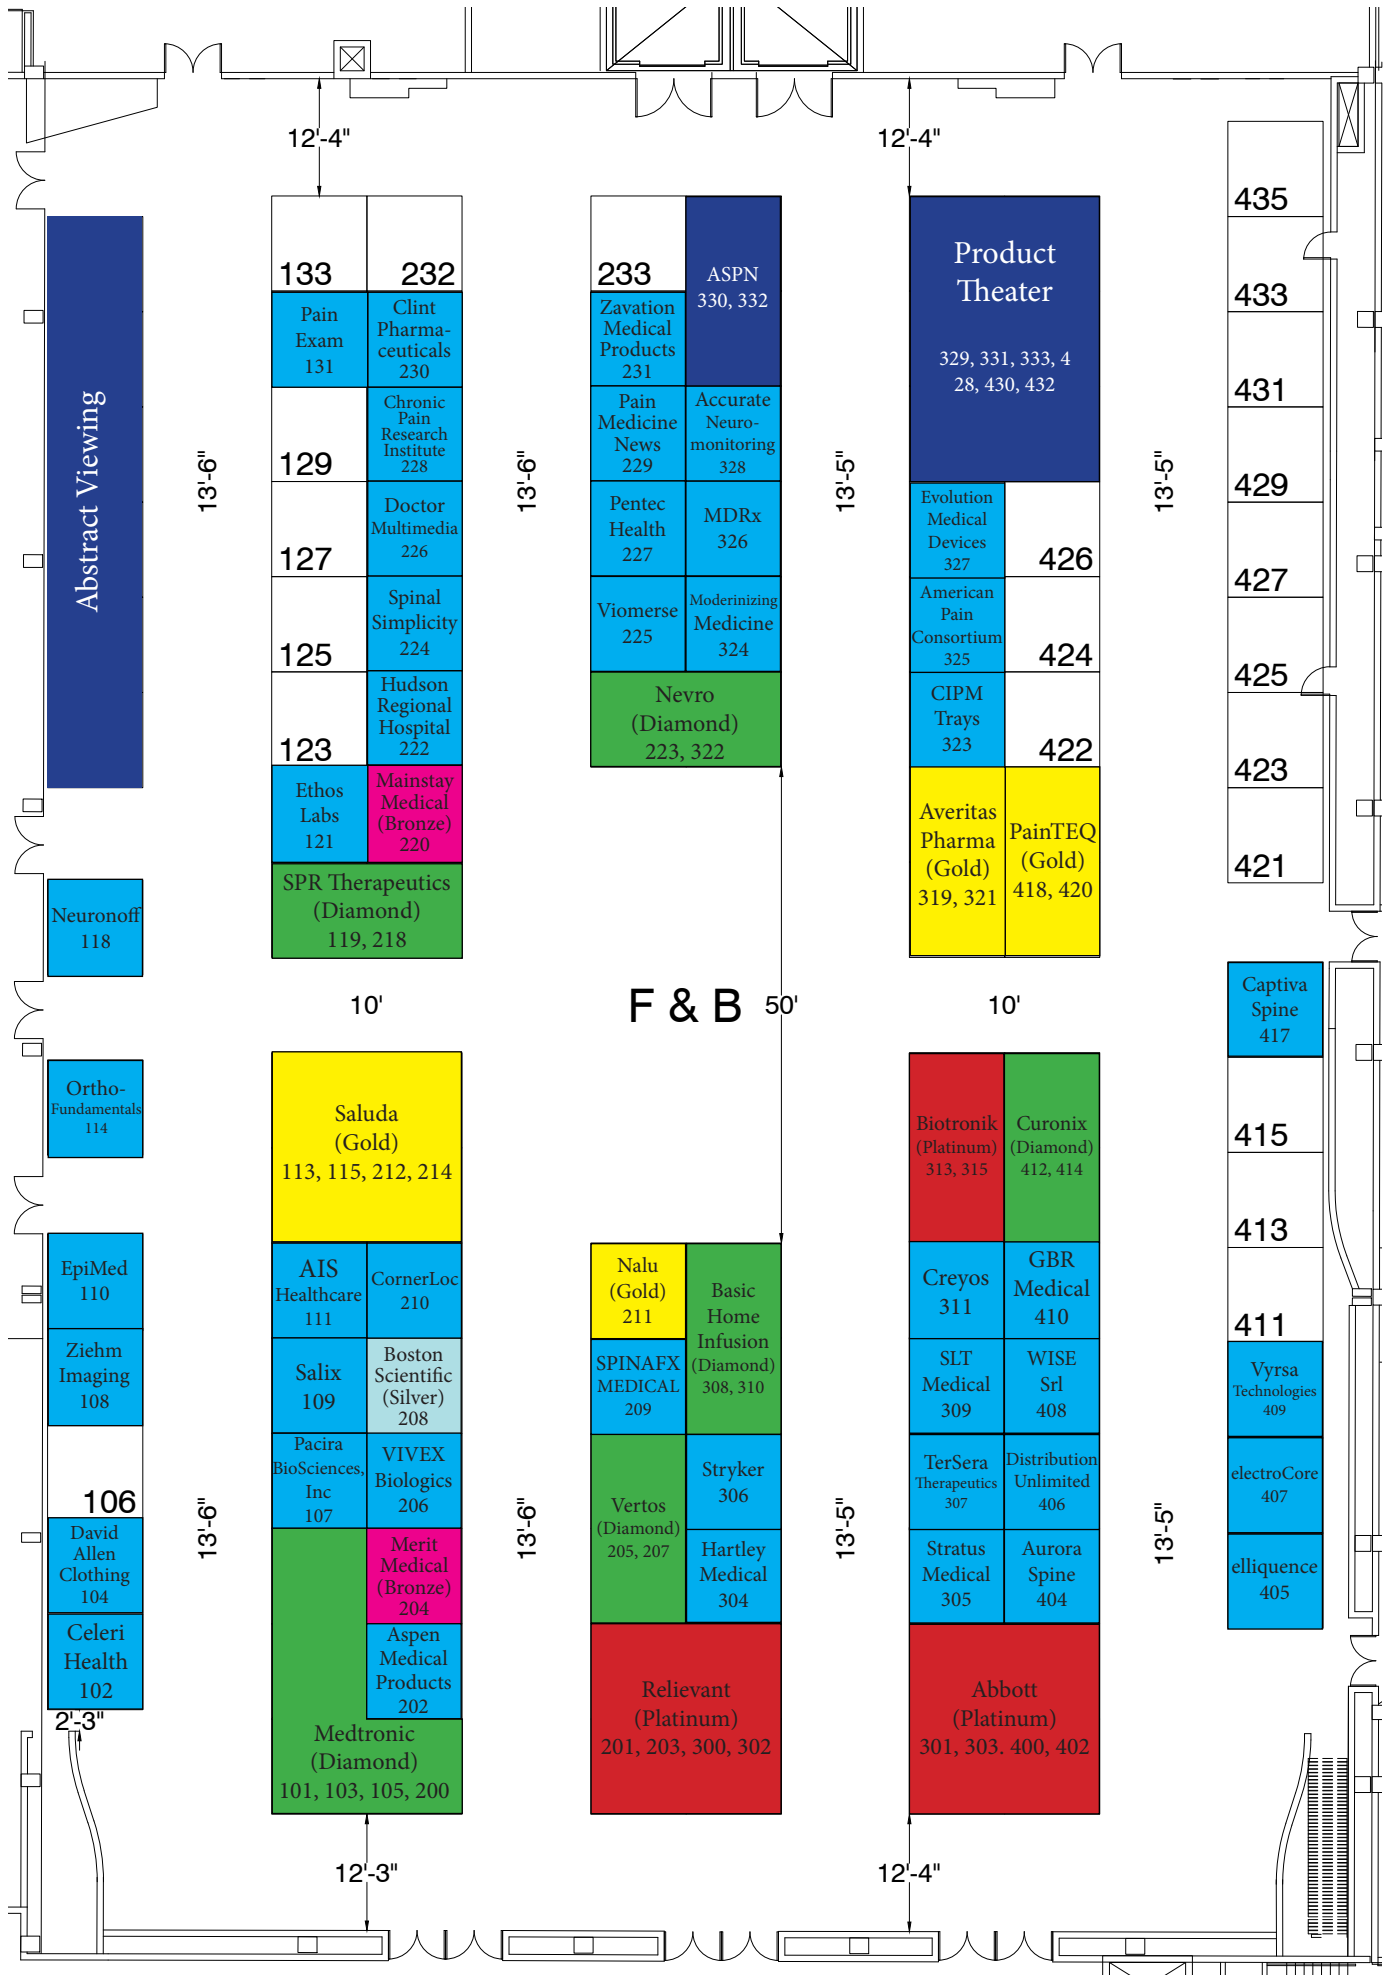 12'-4"
12'-4"
435
433
431
429
427
425
423
421
Abstract Viewing
13'-6"
13'-6"
13'-5"
13'-5"
133
232
Pain
Exam
131
Clint
Pharma-
ceuticals
230
129
Chronic
Pain
Research
Institute
228
127
Doctor
Multimedia
226
125
Spinal
Simplicity
224
123
Hudson
Regional
Hospital
222
Ethos
Labs
121
Mainstay
Medical
(Bronze)
220
SPR Therapeutics
(Diamond)
119, 218
233
ASPN
330, 332
Zavation
Medical
Products
231
Pain
Medicine
News
229
Accurate
Neuro-
monitoring
328
Pentec
Health
227
MDRx
326
Viomerse
225
Moderinizing
Medicine
324
Nevro
(Diamond)
223, 322
Product
Theater
329, 331, 333, 4
28, 430, 432
Evolution
Medical
Devices
327
426
American
Pain
Consortium
325
424
CIPM
Trays
323
422
Averitas
Pharma
(Gold)
319, 321
PainTEQ
(Gold)
418, 420
Neuronoff
118
10'
F & B
50'
10'
Captiva
Spine
417
415
413
411
Ortho-
Fundamentals
114
Saluda
(Gold)
113, 115, 212, 214
Biotronik
(Platinum)
313, 315
Curonix
(Diamond)
412, 414
EpiMed
110
Ziehm
Imaging
108
106
David
Allen
Clothing
104
Celeri
Health
102
2'-3"
AIS
Healthcare
111
CornerLoc
210
Salix
109
Boston
Scientific
(Silver)
208
Pacira
BioSciences,
Inc
107
VIVEX
Biologics
206
Merit
Medical
(Bronze)
204
Aspen
Medical
Products
202
Medtronic
(Diamond)
101, 103, 105, 200
Nalu
(Gold)
211
Basic
Home
Infusion
(Diamond)
308, 310
SPINAFX
MEDICAL
209
Vertos
(Diamond)
205, 207
Stryker
306
Hartley
Medical
304
Relievant
(Platinum)
201, 203, 300, 302
Creyos
311
GBR
Medical
410
SLT
Medical
309
WISE
Srl
408
TerSera
Therapeutics
307
Distribution
Unlimited
406
Stratus
Medical
305
Aurora
Spine
404
Abbott
(Platinum)
301, 303. 400, 402
Vyrsa
Technologies
409
electroCore
407
elliquence
405
13'-6"
13'-6"
13'-5"
13'-5"
12'-3"
12'-4"